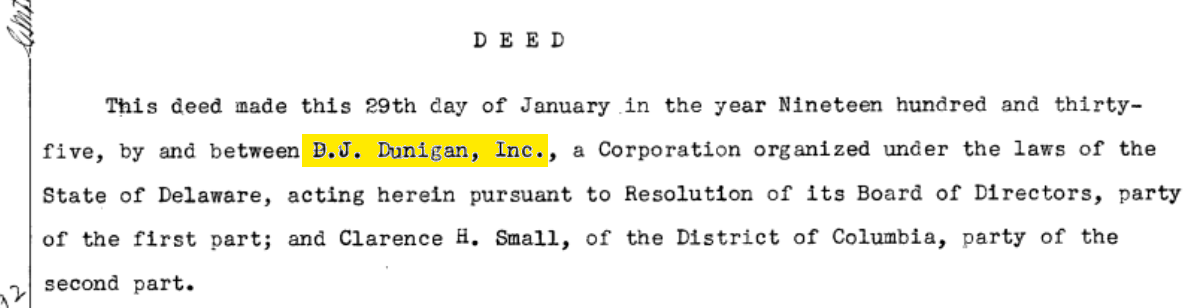 D E E D
This deed made this 29th day of January in the year Nineteen hundred and thirty-
five, by and between D.J. Dunigan, Inc., a Corporation organized under the laws of the
State of Delaware, acting herein pursuant to Resolution of its Board of Directors, party
of the first part; and Clarence H. Small, of the District of Columbia, party of the
second part.